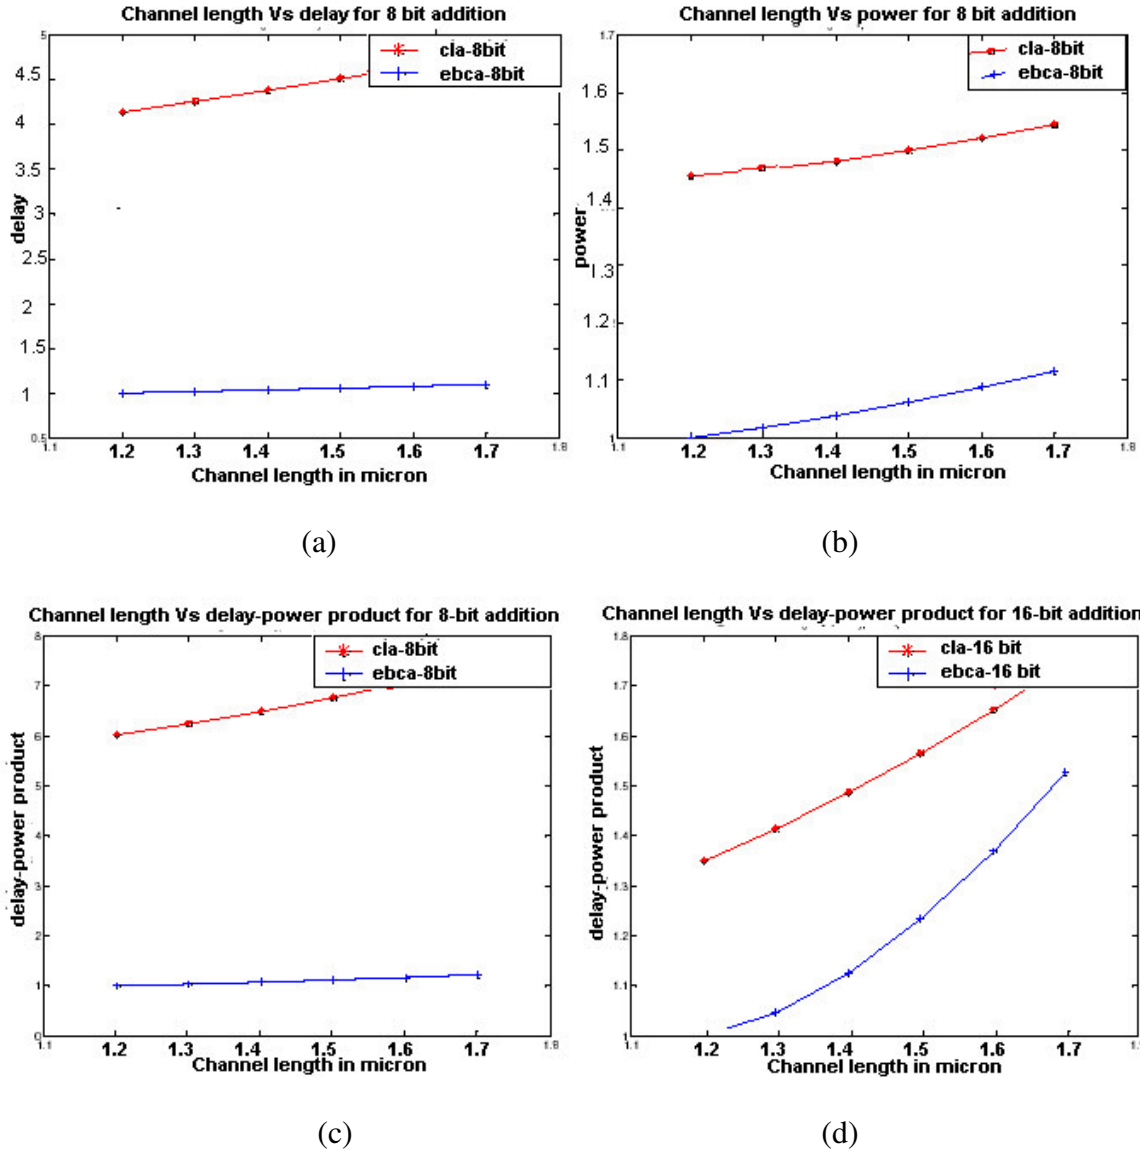 Channel length Vs delay for 8 bit addition
5
4.5
4
3.5
3
2.5
2
1.5
1
0.5
delay
cla-8bit
ebca-8bit
1.1 1.2 1.3 1.4 1.5 1.6 1.7 1.8
Channel length in micron
(a)
Channel length Vs power for 8 bit addition
1.7
1.6
1.5
1.4
1.3
1.2
1.1
1
power
cla-8bit
ebca-8bit
1.1 1.2 1.3 1.4 1.5 1.6 1.7 1.8
Channel length in micron
(b)
Channel length Vs delay-power product for 8-bit addition
8
7
6
5
4
3
2
1
0
delay-power product
cla-8bit
ebca-8bit
1.1 1.2 1.3 1.4 1.5 1.6 1.7 1.8
Channel length in micron
(c)
Channel length Vs delay-power product for 16-bit addition
1.8
1.7
1.6
1.5
1.4
1.3
1.2
1.1
1
delay-power product
cla-16 bit
ebca-16 bit
1.1 1.2 1.3 1.4 1.5 1.6 1.7
Channel length in micron
(d)